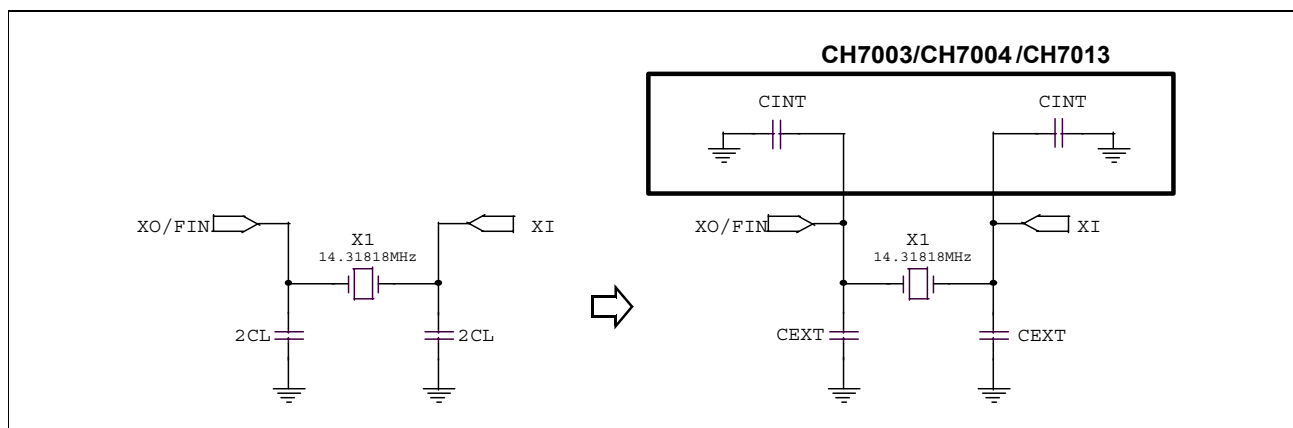 CH7003/CH7004/CH7013
CINT
CINT
XO/FIN
XI
X1
14.31818MHz
2CL
2CL
XO/FIN
XI
X1
14.31818MHz
CEXT
CEXT